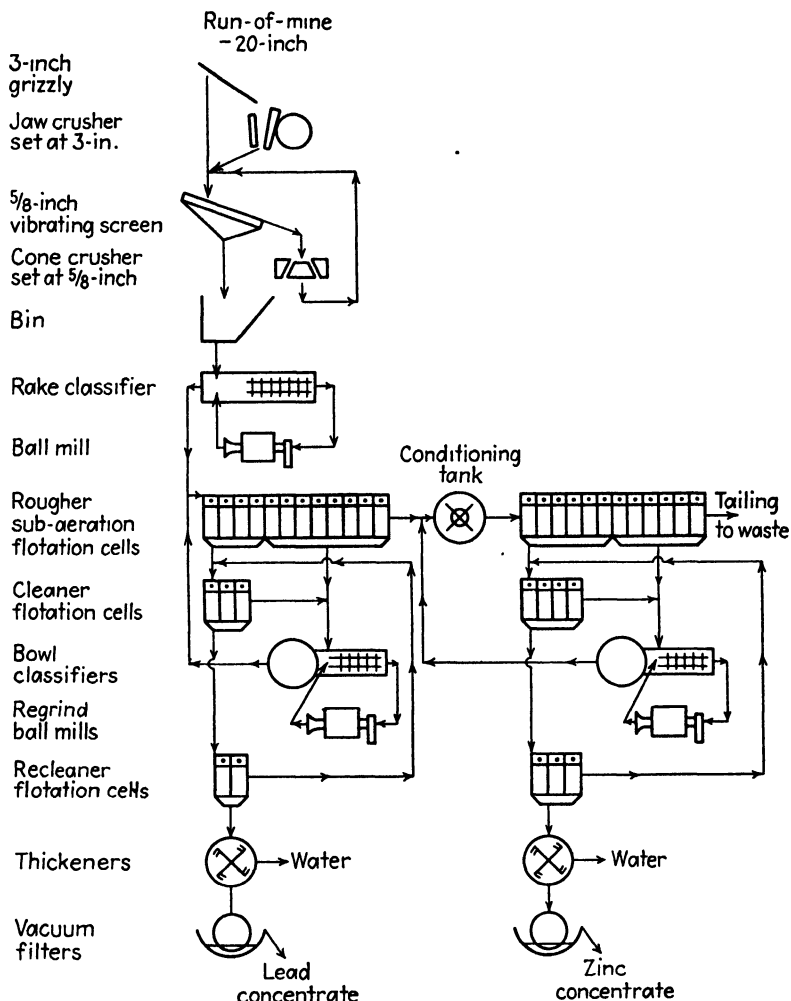 Run-of-mine
-20-inch
3-inch
grizzly
Jaw crusher
set at 3-in.
5/8-inch
vibrating screen
Cone crusher
set at 5/8-inch
Bin
Rake classifier
Ball mill
Conditioning
tank
Rougher
sub-aeration
flotation cells
Tailing
to waste
Cleaner
flotation cells
Bowl
classifiers
Regrind
ball mills
Recleaner
flotation cells
Thickeners
Water
Water
Vacuum
filters
Lead
concentrate
Zinc
concentrate